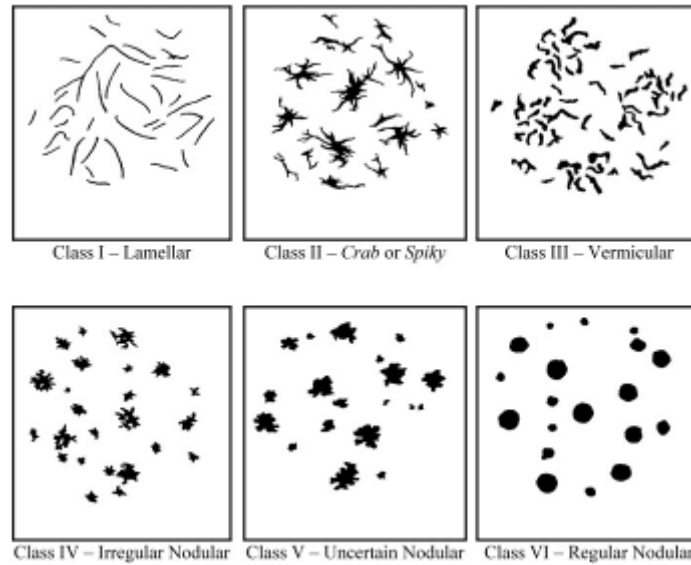 Class I – Lamellar
Class II – Crab or Spiky
Class III – Vermicular
Class IV – Irregular Nodular
Class V – Uncertain Nodular
Class VI – Regular Nodular